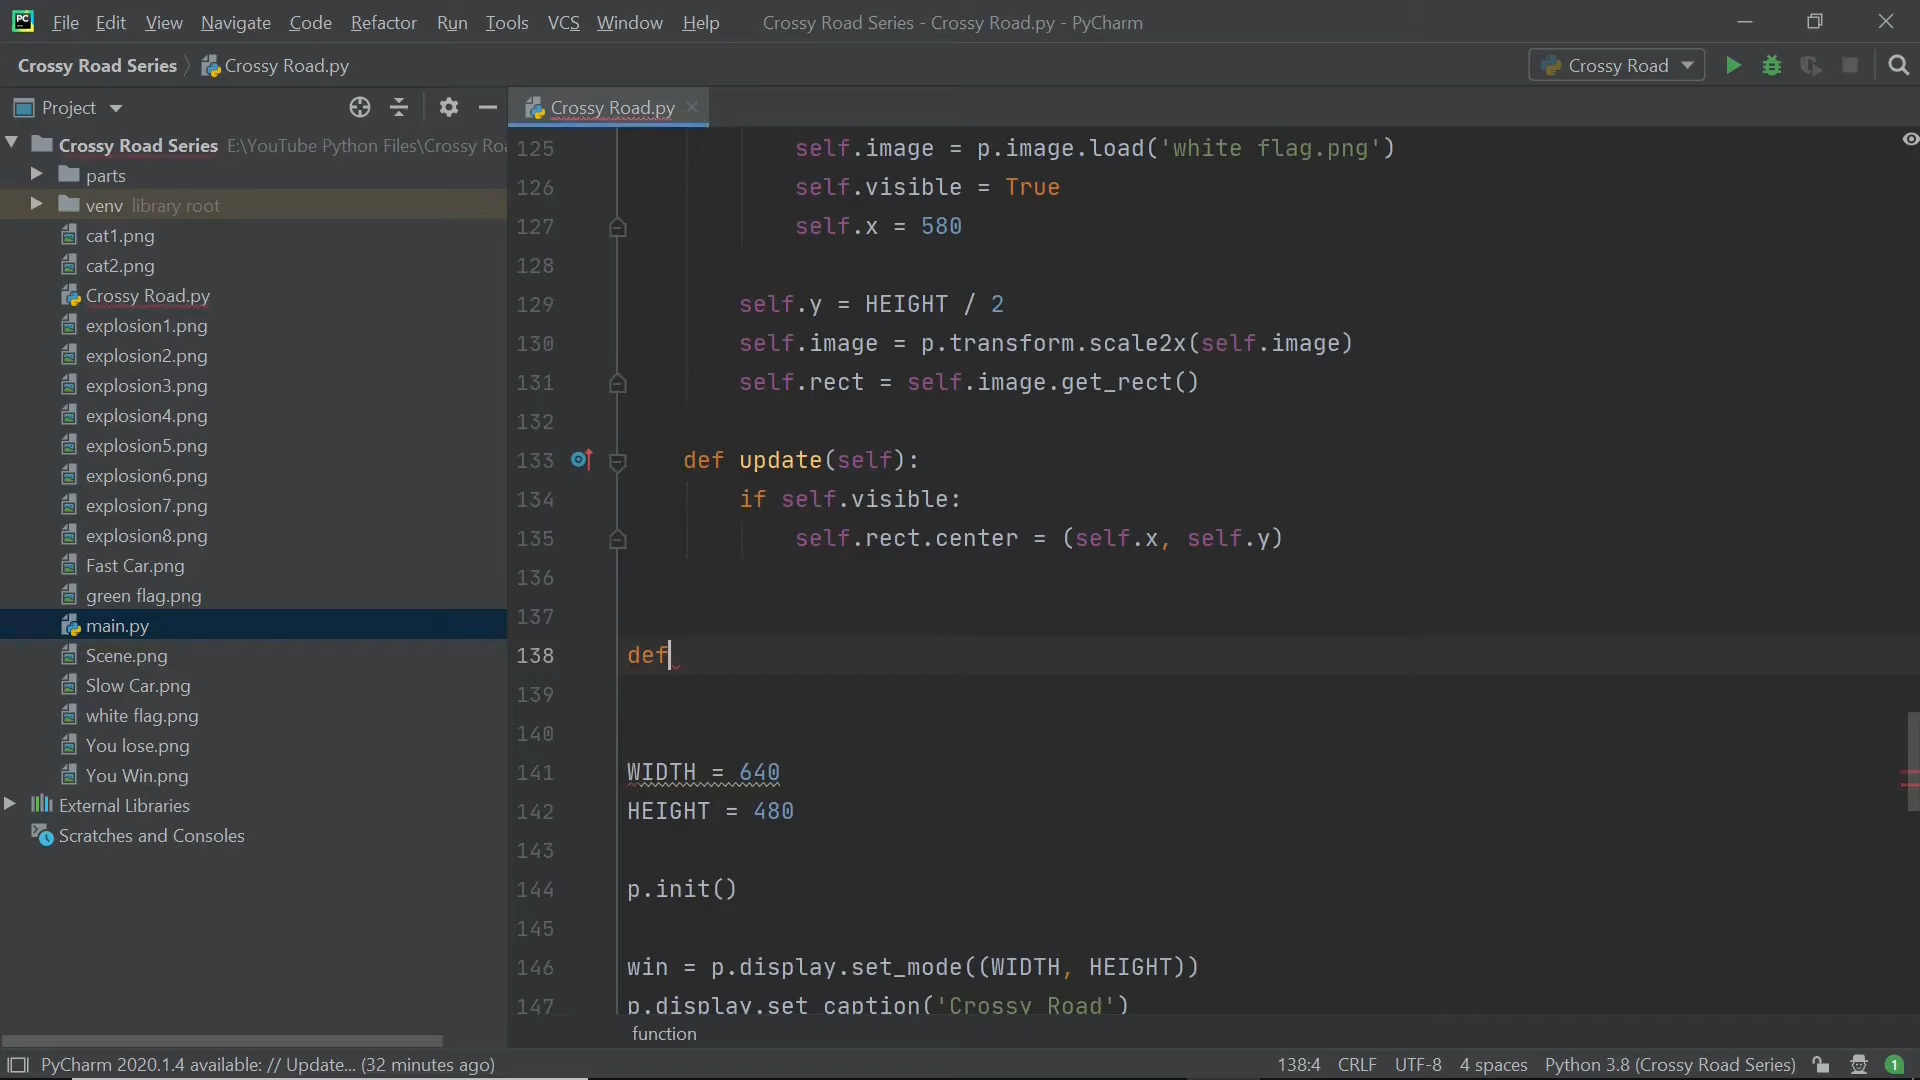 File Edit View Navigate Code Refactor Run Tools VCS Window Help Crossy Road Series - Crossy Road.py - PyCharm
Crossy Road Series Crossy Road.py Crossy Road
Project Crossy Road.py
Crossy Road Series E:\YouTube Python Files\Crossy Ro
parts
venv library root
cat1.png
cat2.png
Crossy Road.py
explosion1.png
explosion2.png
explosion3.png
explosion4.png
explosion5.png
explosion6.png
explosion7.png
explosion8.png
Fast Car.png
green flag.png
main.py
Scene.png
Slow Car.png
white flag.png
You lose.png
You Win.png
External Libraries
Scratches and Consoles
125 self.image = p.image.load('white flag.png')
126 self.visible = True
127 self.x = 580
128
129 self.y = HEIGHT / 2
130 self.image = p.transform.scale2x(self.image)
131 self.rect = self.image.get_rect()
132
133 def update(self):
134 if self.visible:
135 self.rect.center = (self.x, self.y)
136
137
138 def
139
140
141 WIDTH = 640
142 HEIGHT = 480
143
144 p.init()
145
146 win = p.display.set_mode((WIDTH, HEIGHT))
147 p.display.set_caption('Crossy Road')
function
PyCharm 2020.1.4 available: // Update... (32 minutes ago) 138:4 CRLF UTF-8 4 spaces Python 3.8 (Crossy Road Series) 1